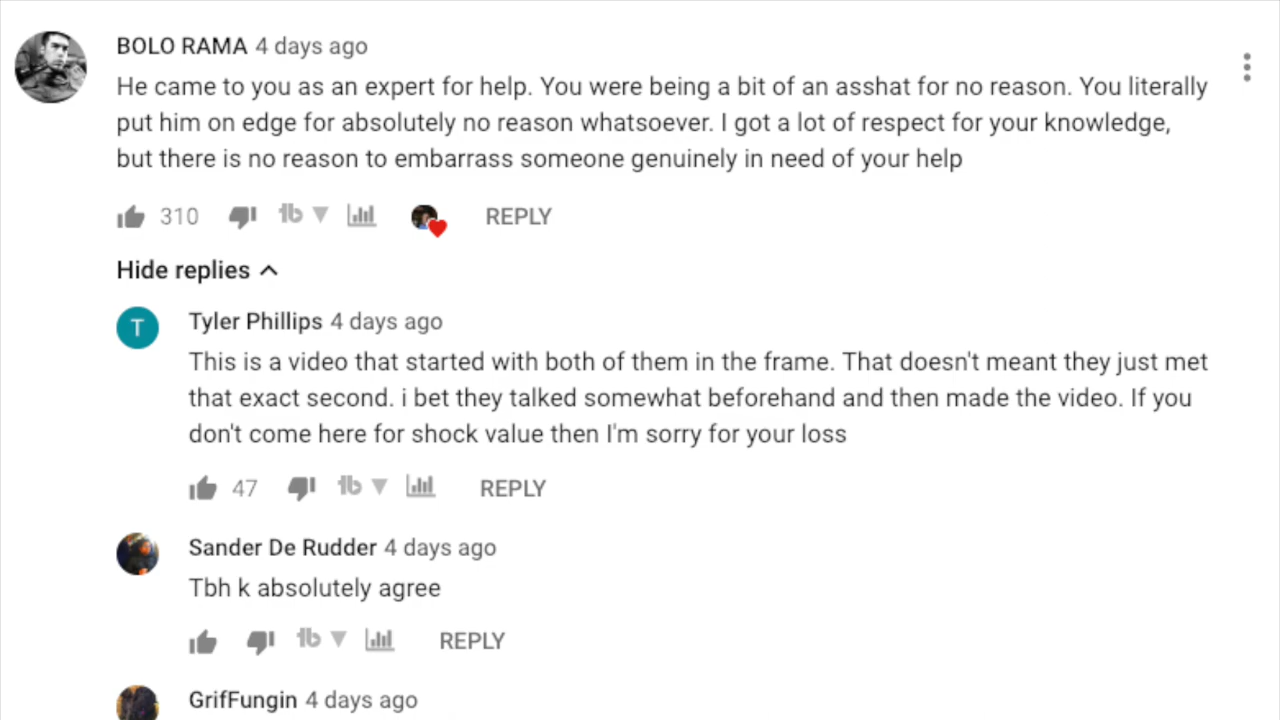 BOLO RAMA 4 days ago
He came to you as an expert for help. You were being a bit of an asshat for no reason. You literally
put him on edge for absolutely no reason whatsoever. I got a lot of respect for your knowledge,
but there is no reason to embarrass someone genuinely in need of your help
310 REPLY
Hide replies
T
Tyler Phillips 4 days ago
This is a video that started with both of them in the frame. That doesn't meant they just met
that exact second. i bet they talked somewhat beforehand and then made the video. If you
don't come here for shock value then I'm sorry for your loss
47 REPLY
Sander De Rudder 4 days ago
Tbh k absolutely agree
REPLY
GrifFungin 4 days ago